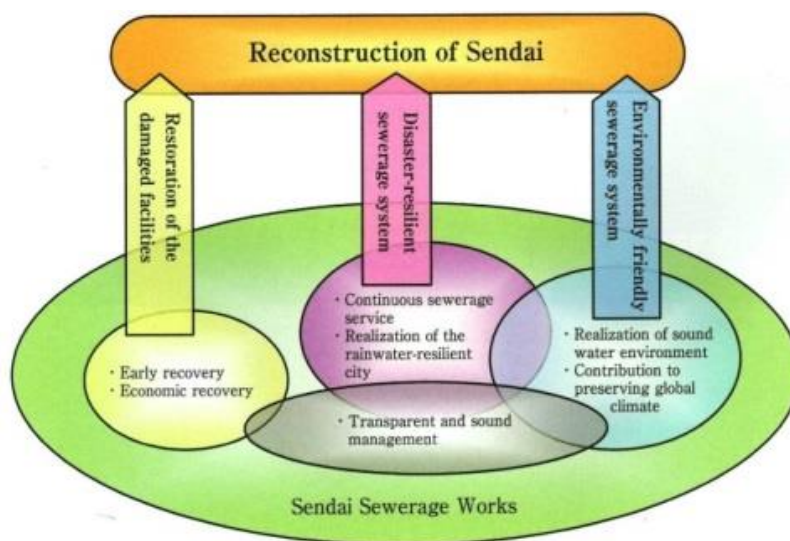 Reconstruction of Sendai
Restoration of the
damaged facilities
Disaster-resilient
sewerage system
Environmentally friendly
sewerage system
・Early recovery
・Economic recovery
・Continuous sewerage
service
・Realization of the
rainwater-resilient
city
・Realization of sound
water environment
・Contribution to
preserving global
climate
・Transparent and sound
management
Sendai Sewerage Works